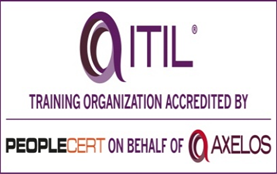 ITIL®
TRAINING ORGANIZATION ACCREDITED BY
PEOPLECERT ON BEHALF OF AXELOS